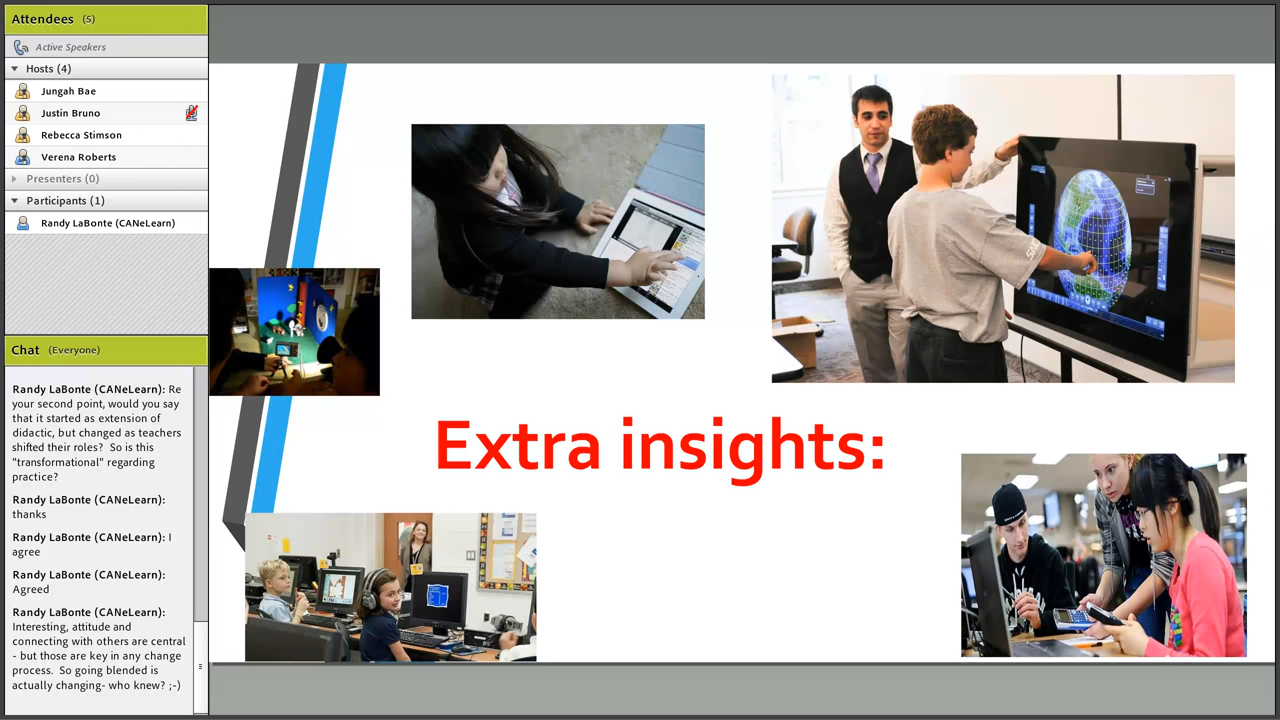 Attendees (5)
Active Speakers
Hosts (4)
Jungah Bae
Justin Bruno
Rebecca Stimson
Verena Roberts
Presenters (0)
Participants (1)
Randy LaBonte (CANeLearn)
Chat (Everyone)
Randy LaBonte (CANeLearn): Re
your second point, would you say
that it started as extension of
didactic, but changed as teachers
shifted their roles? So is this
"transformational" regarding
practice?
Randy LaBonte (CANeLearn):
thanks
Randy LaBonte (CANeLearn): I
agree
Randy LaBonte (CANeLearn):
Agreed
Randy LaBonte (CANeLearn):
Interesting, attitude and
connecting with others are central
- but those are key in any change
process. So going blended is
actually changing- who knew? ;-)
Extra insights: